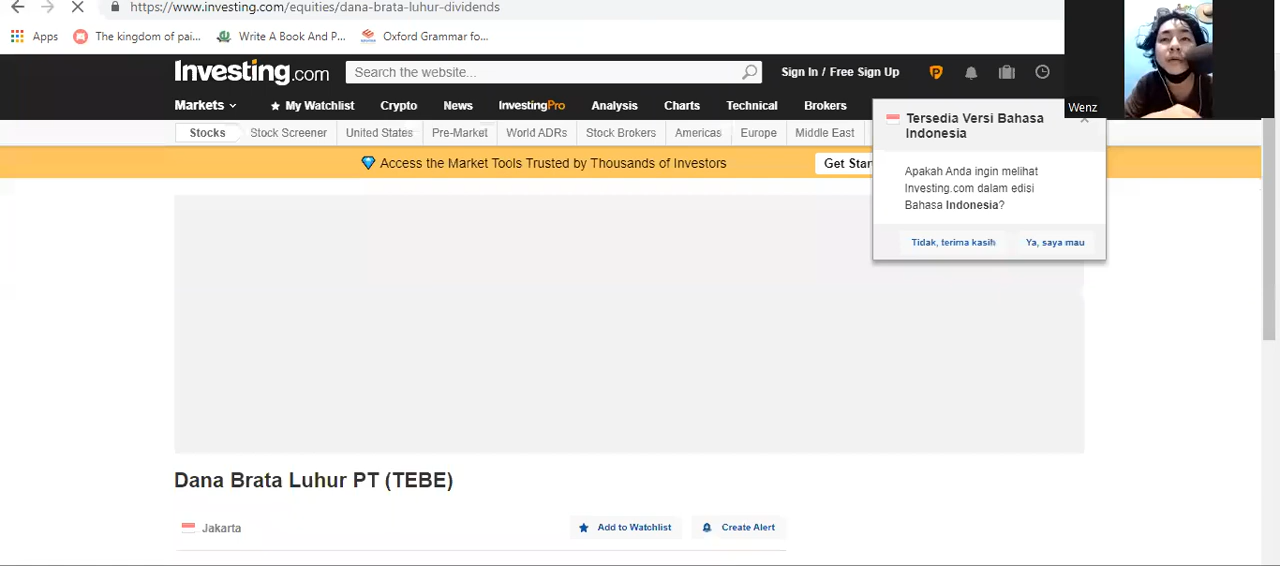 https://www.investing.com/equities/dana-brata-luhur-dividends
Apps The kingdom of pai... Write A Book And P... Oxford Grammar fo...
Investing.com Search the website... Sign In / Free Sign Up
Wenz
Markets My Watchlist Crypto News InvestingPro Analysis Charts Technical Brokers
Stocks Stock Screener United States Pre-Market World ADRs Stock Brokers Americas Europe Middle East
Access the Market Tools Trusted by Thousands of Investors Get Star
Tersedia Versi Bahasa
Indonesia
Apakah Anda ingin melihat
Investing.com dalam edisi
Bahasa Indonesia?
Tidak, terima kasih Ya, saya mau
Dana Brata Luhur PT (TEBE)
Jakarta Add to Watchlist Create Alert